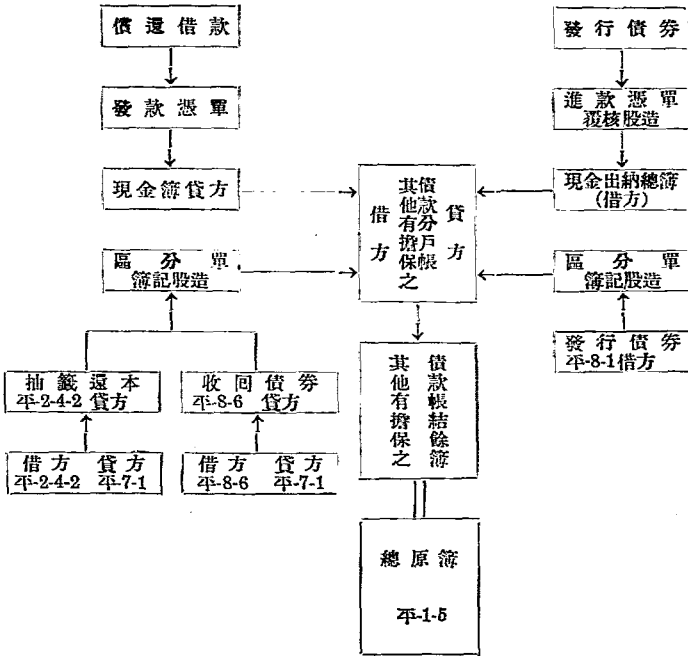 償還借款
發款憑單
現金簿貸方
區分單
簿記股造
抽籤還本
平-2-4-2 貸方
收回債券
平-8-6 貸方
借方 貸方
平-2-4-2 平-7-1
借方 貸方
平-8-6 平-7-1
借方
其他有擔保之
債款分戶帳
貸方
其他有擔保之
債款帳結餘簿
總原簿
平-1-5
發行債券
進款憑單
覆核股造
現金出納總簿
(借方)
區分單
簿記股造
發行債券
平-8-1借方